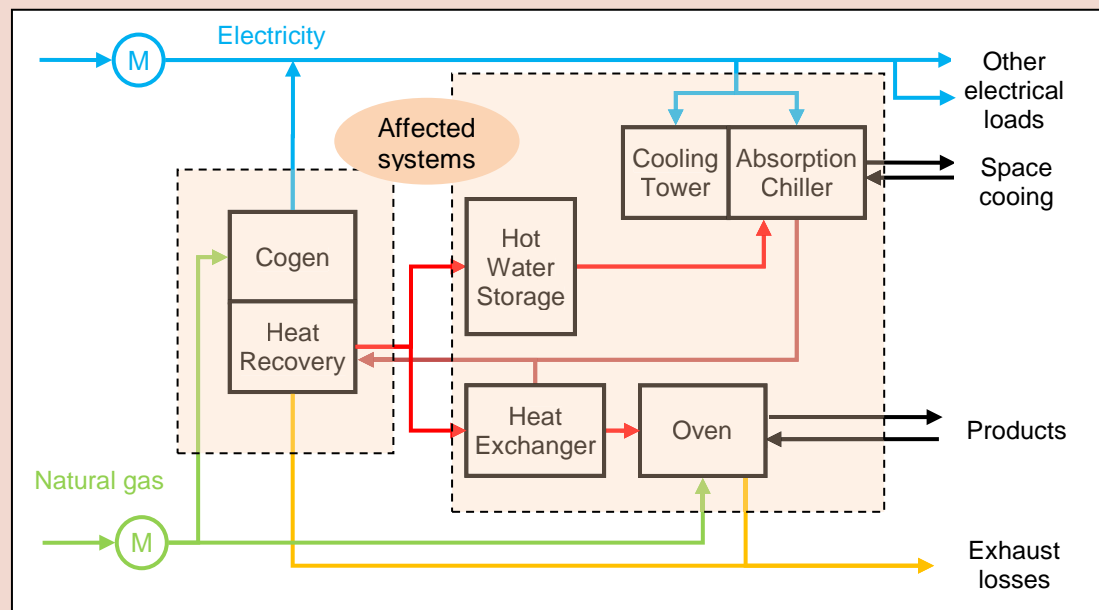 Electricity
M
Other
electrical
loads
Affected
systems
Cooling
Tower
Absorption
Chiller
Space
cooing
Cogen
Hot
Water
Storage
Heat
Recovery
Heat
Exchanger
Oven
Products
Natural gas
M
Exhaust
losses